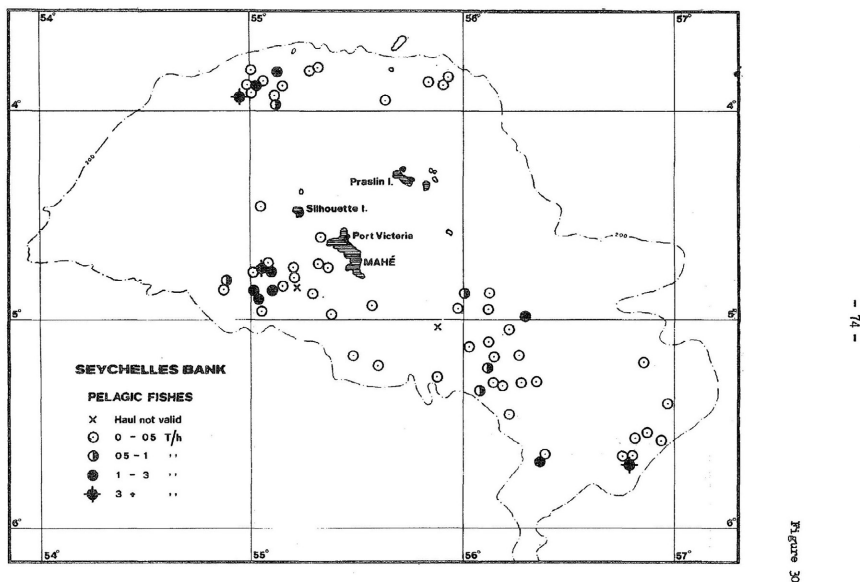 54° 55° 56° 57°
4° 4°
200
Praslin I.
Silhouette I.
Port Victoria
MAHÉ
200
5° 5°
SEYCHELLES BANK
PELAGIC FISHES
x Haul not valid
0 - 05 T/h
05 - 1 ''
1 - 3 ''
3 + ''
6° 6°
54° 55° 56° 57°
- 74 -
Figure 30